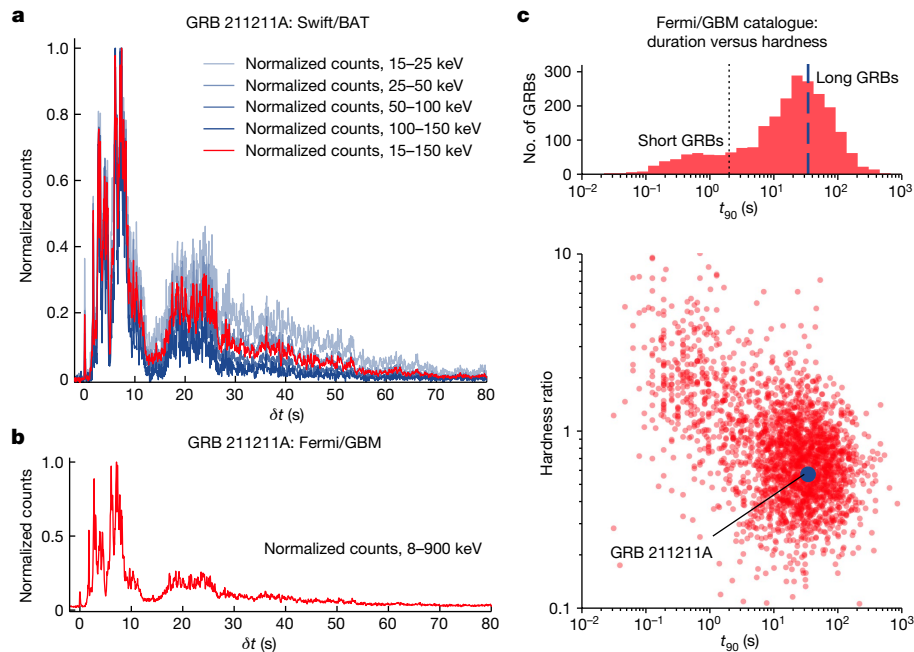 a
GRB 211211A: Swift/BAT
1.0
0.8
0.6
0.4
0.2
0
Normalized counts
Normalized counts, 15–25 keV
Normalized counts, 25–50 keV
Normalized counts, 50–100 keV
Normalized counts, 100–150 keV
Normalized counts, 15–150 keV
0 10 20 30 40 50 60 70 80
δt (s)
b
GRB 211211A: Fermi/GBM
1.0
0.5
0
Normalized counts
Normalized counts, 8–900 keV
0 10 20 30 40 50 60 70 80
δt (s)
c
Fermi/GBM catalogue:
duration versus hardness
300
200
100
0
No. of GRBs
Short GRBs
Long GRBs
10⁻² 10⁻¹ 10⁰ 10¹ 10² 10³
t₉₀ (s)
10
1
0.1
Hardness ratio
GRB 211211A
10⁻² 10⁻¹ 10⁰ 10¹ 10² 10³
t₉₀ (s)